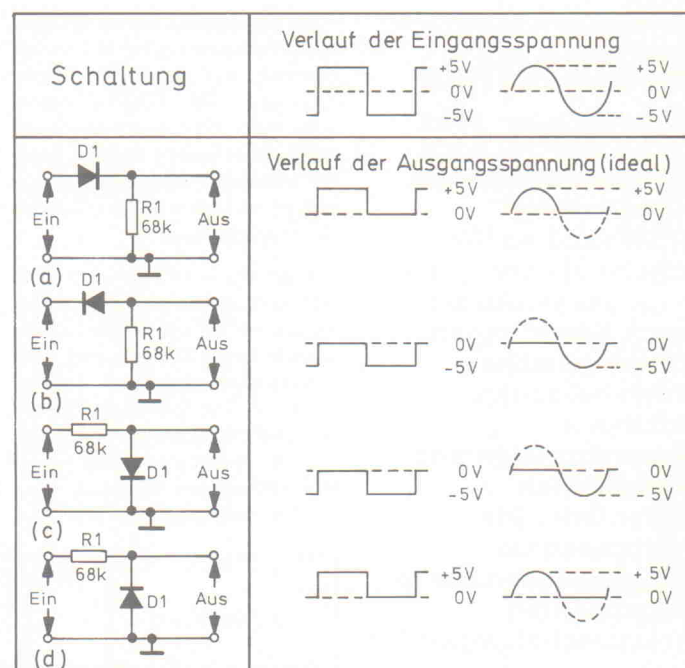 Schaltung
Verlauf der Eingangsspannung
+5V
0V
-5V
+5V
0V
-5V
Verlauf der Ausgangsspannung (ideal)
D1
Ein
R1
68k
Aus
(a)
+5V
0V
+5V
0V
D1
Ein
R1
68k
Aus
(b)
0V
-5V
0V
-5V
R1
68k
Ein
D1
Aus
(c)
0V
-5V
0V
-5V
R1
68k
Ein
D1
Aus
(d)
+5V
0V
+5V
0V